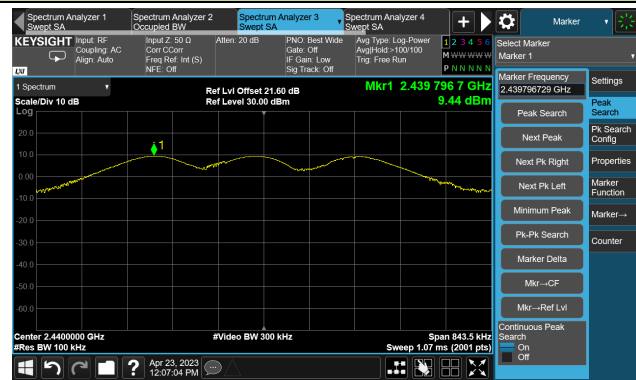 Spectrum Analyzer 1
Swept SA
Spectrum Analyzer 2
Occupied BW
Spectrum Analyzer 3
Swept SA
Spectrum Analyzer 4
Swept SA
+
Marker
KEYSIGHT
Input: RF
Coupling: AC
Align: Auto
Input Z: 50 Ω
Corr CCorr
Freq Ref: Int (S)
NFE: Off
Atten: 20 dB
PNO: Best Wide
Gate: Off
IF Gain: Low
Sig Track: Off
Avg Type: Log-Power
Avg|Hold:>100/100
Trig: Free Run
1 2 3 4 5 6
M W W W W W
P N N N N N
LXI
Select Marker
Marker 1
1 Spectrum
Scale/Div 10 dB
Log
Ref Lvl Offset 21.60 dB
Ref Level 30.00 dBm
Mkr1 2.439 796 7 GHz
9.44 dBm
20.0
10.0
0.00
-10.0
-20.0
-30.0
-40.0
-50.0
-60.0
1
Center 2.4400000 GHz
#Res BW 100 kHz
#Video BW 300 kHz
Span 843.5 kHz
Sweep 1.07 ms (2001 pts)
Marker Frequency
2.439796729 GHz
Peak Search
Next Peak
Next Pk Right
Next Pk Left
Minimum Peak
Pk-Pk Search
Marker Delta
Mkr→CF
Mkr→Ref Lvl
Continuous Peak
Search
On
Off
Settings
Peak
Search
Pk Search
Config
Properties
Marker
Function
Marker→
Counter
?
Apr 23, 2023
12:07:04 PM